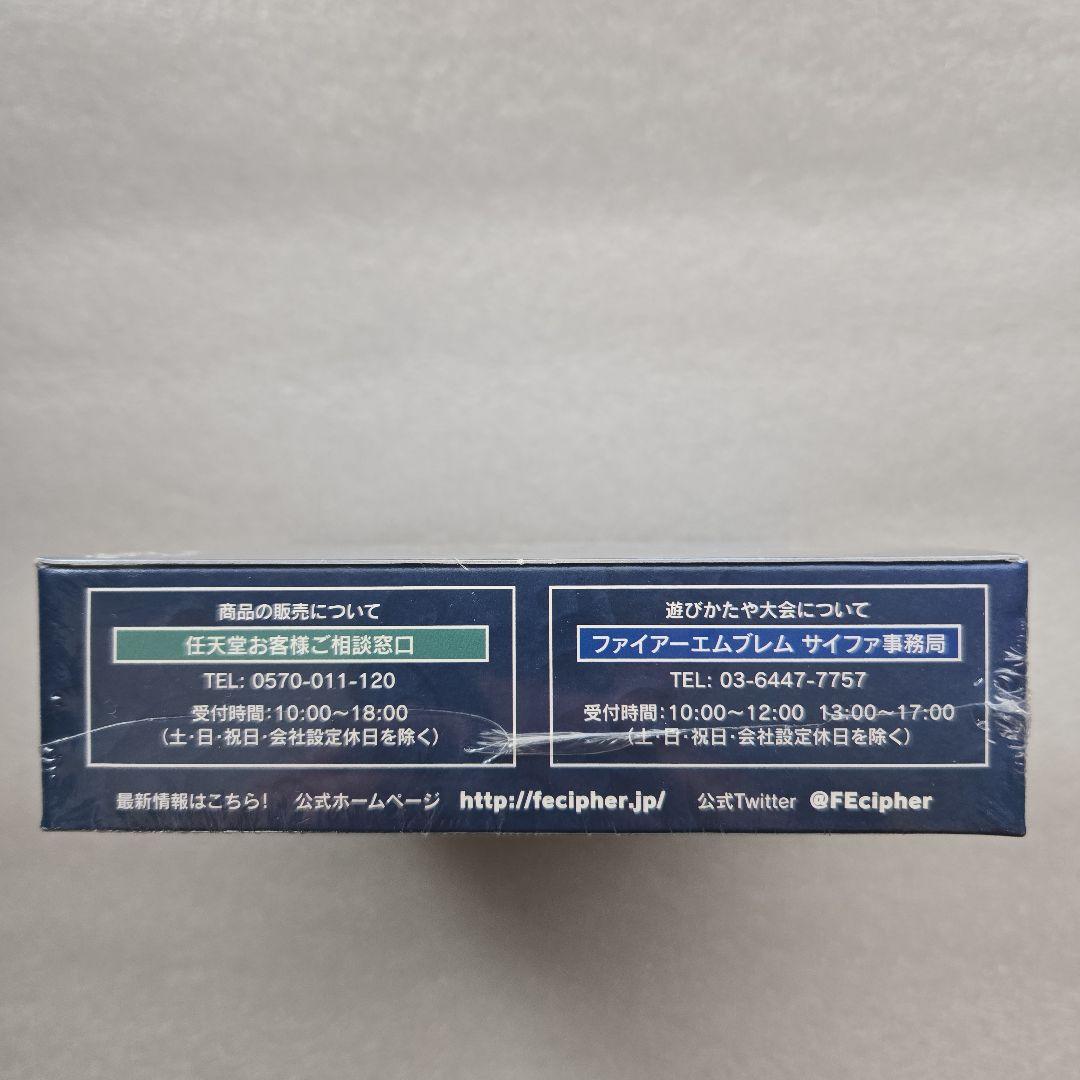 商品の販売について
任天堂お客様ご相談窓口
TEL: 0570-011-120
受付時間：10:00～18:00
（土・日・祝日・会社設定休日を除く）
遊びかたや大会について
ファイアーエムブレム サイファ事務局
TEL: 03-6447-7757
受付時間：10:00～12:00 13:00～17:00
（土・日・祝日・会社設定休日を除く）
最新情報はこちら！ 公式ホームページ http://fecipher.jp/ 公式Twitter @FEcipher